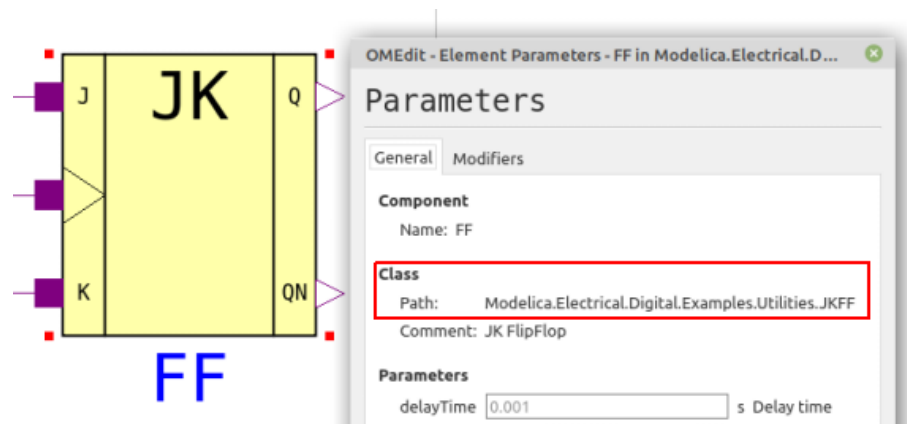 J
JK
Q
K
QN
FF
OMEdit - Element Parameters - FF in Modelica.Electrical.D...
Parameters
General Modifiers
Component
Name: FF
Class
Path: Modelica.Electrical.Digital.Examples.Utilities.JKFF
Comment: JK FlipFlop
Parameters
delayTime 0.001 s Delay time